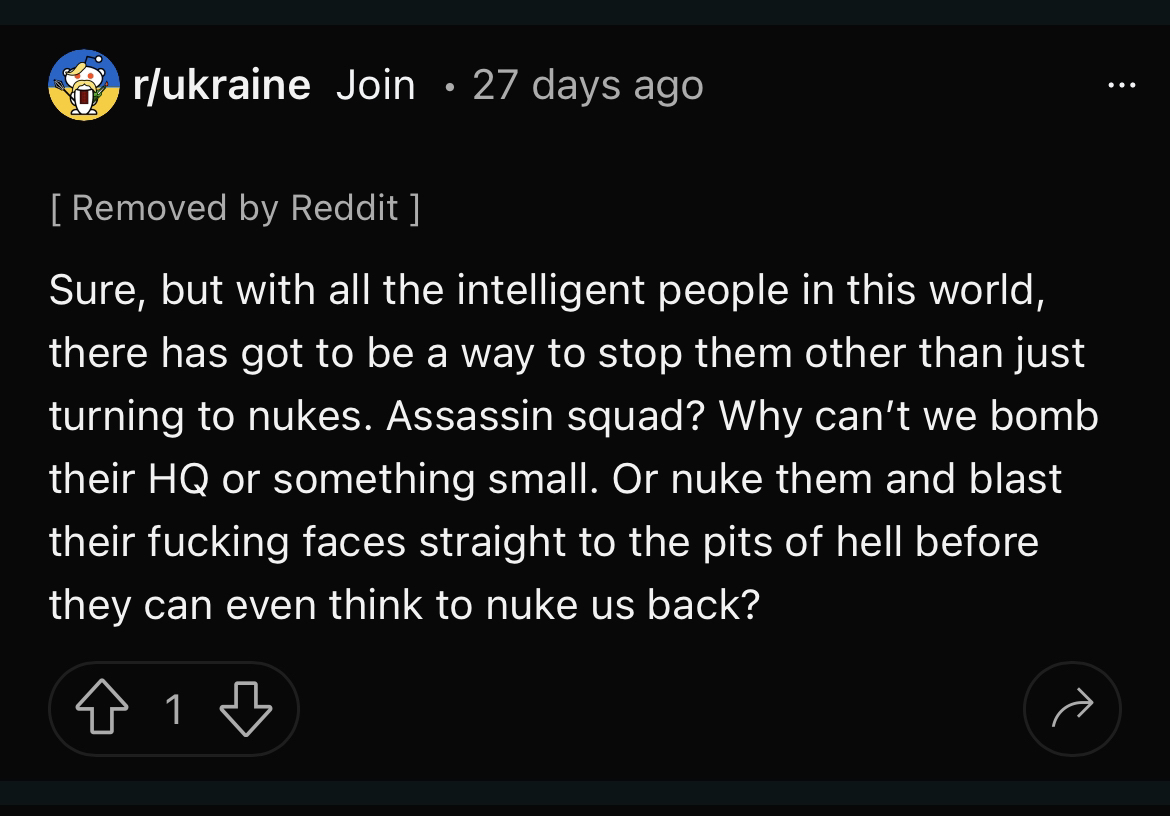 r/ukraine Join • 27 days ago
[ Removed by Reddit ]
Sure, but with all the intelligent people in this world,
there has got to be a way to stop them other than just
turning to nukes. Assassin squad? Why can’t we bomb
their HQ or something small. Or nuke them and blast
their fucking faces straight to the pits of hell before
they can even think to nuke us back?
1